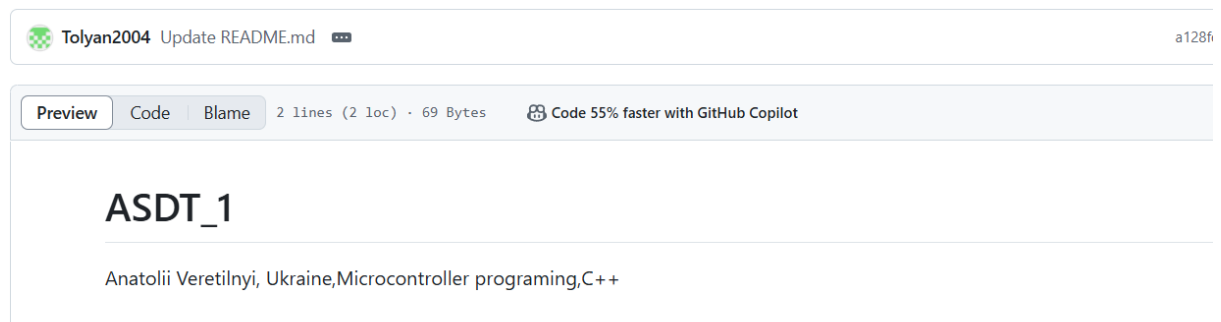 Tolyan2004 Update README.md
Preview Code Blame 2 lines (2 loc) · 69 Bytes Code 55% faster with GitHub Copilot
ASDT_1
Anatolii Veretilnyi, Ukraine,Microcontroller programing,C++